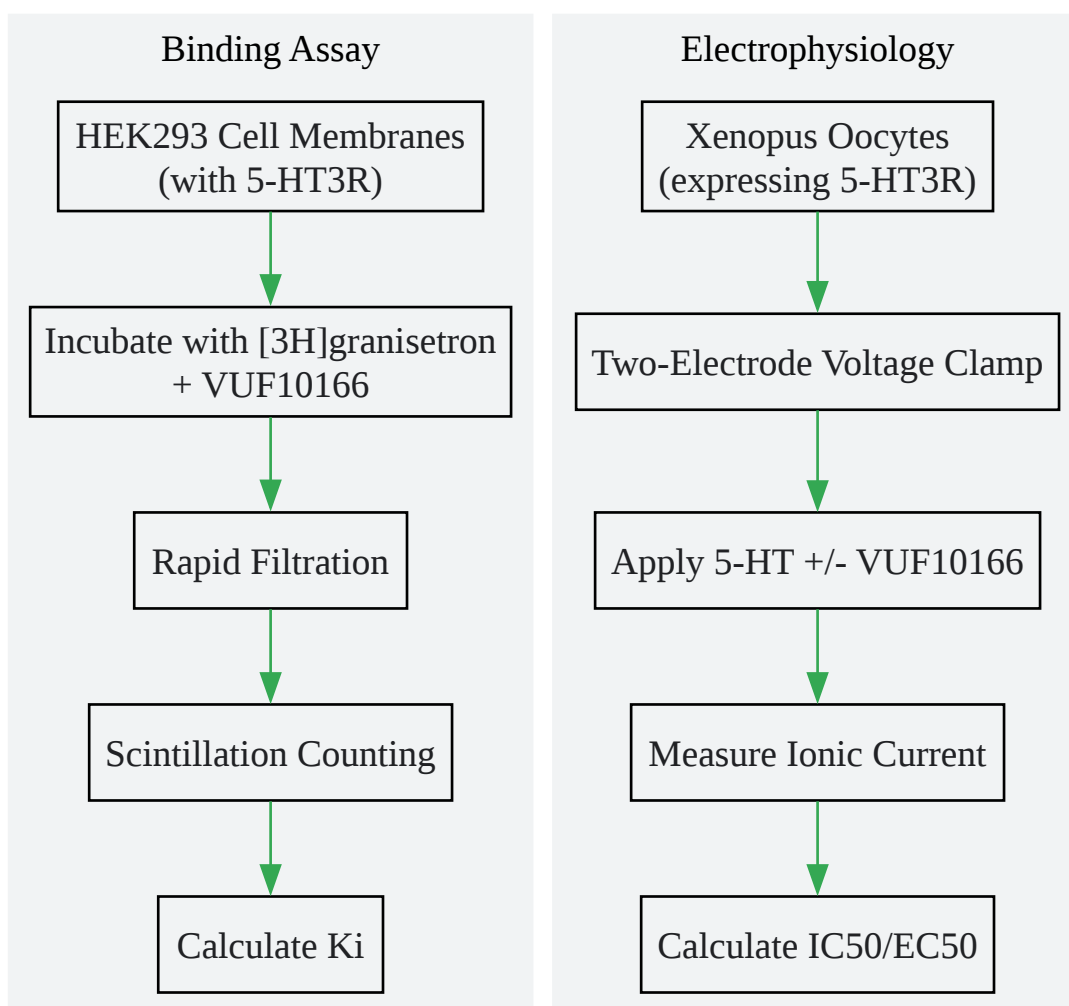 Binding Assay
HEK293 Cell Membranes
(with 5-HT3R)
Incubate with [3H]granisetron
+ VUF10166
Rapid Filtration
Scintillation Counting
Calculate Ki
Electrophysiology
Xenopus Oocytes
(expressing 5-HT3R)
Two-Electrode Voltage Clamp
Apply 5-HT +/- VUF10166
Measure Ionic Current
Calculate IC50/EC50